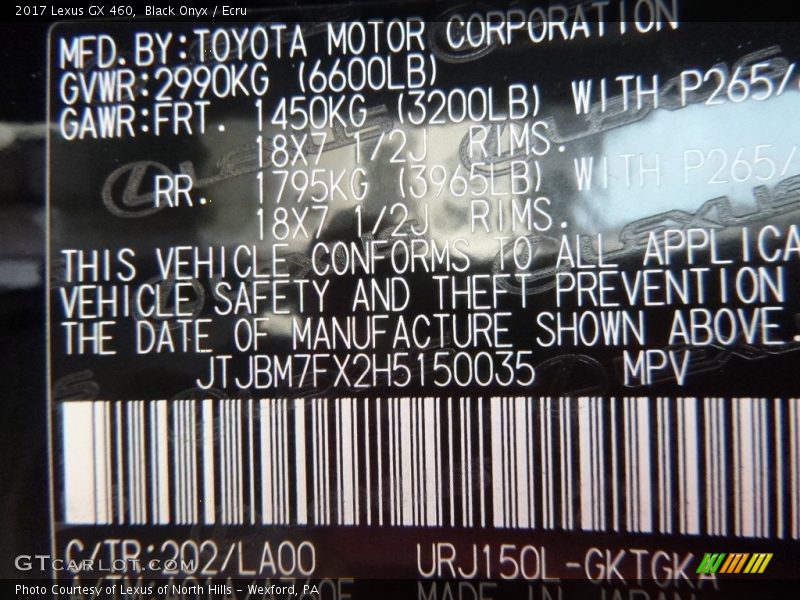 2017 Lexus GX 460, Black Onyx / Ecru
MFD. BY: TOYOTA MOTOR CORPORATION
GVWR: 2990KG (6600LB)
GAWR: FRT. 1450KG (3200LB) WITH P265/
18X7 1/2J RIMS.
RR. 1795KG (3965LB) WITH P265/
18X7 1/2J RIMS.
THIS VEHICLE CONFORMS TO ALL APPLICA
VEHICLE SAFETY AND THEFT PREVENTION
THE DATE OF MANUFACTURE SHOWN ABOVE.
JTJBM7FX2H5150035 MPV
C/TR: 202/LA00 URJ150L-GKTGKA
GTcarlot.com
MADE IN JAPAN
Photo Courtesy of Lexus of North Hills - Wexford, PA